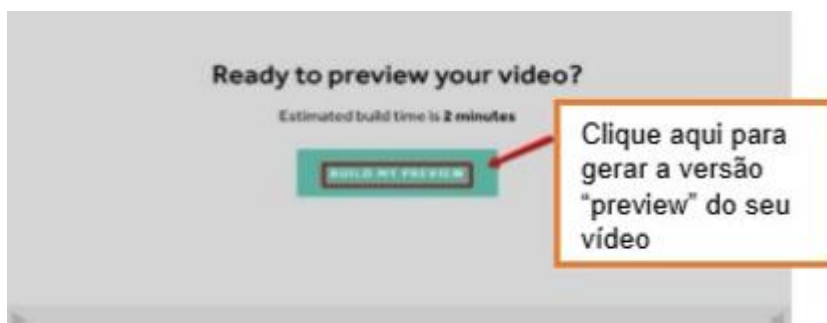 Ready to preview your video?
Estimated build time is 2 minutes
BUILD MY PREVIEW
Clique aqui para
gerar a versão
“preview” do seu
vídeo